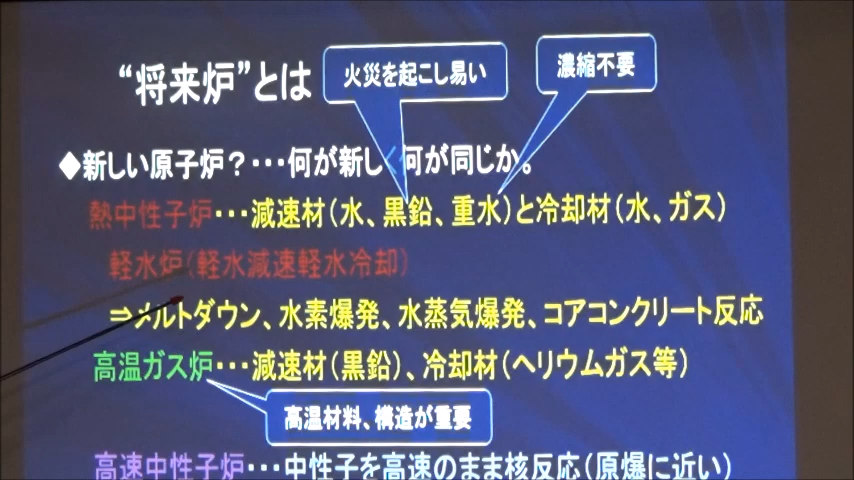 火災を起こし易い
濃縮不要
“将来炉”とは
◆新しい原子炉？・・・何が新しく何が同じか。
熱中性子炉・・・減速材（水、黒鉛、重水）と冷却材（水、ガス）
軽水炉（軽水減速軽水冷却）
⇒メルトダウン、水素爆発、水蒸気爆発、コアコンクリート反応
高温ガス炉・・・減速材（黒鉛）、冷却材（ヘリウムガス等）
高温材料、構造が重要
高速中性子炉・・・中性子を高速のまま核反応（原爆に近い）